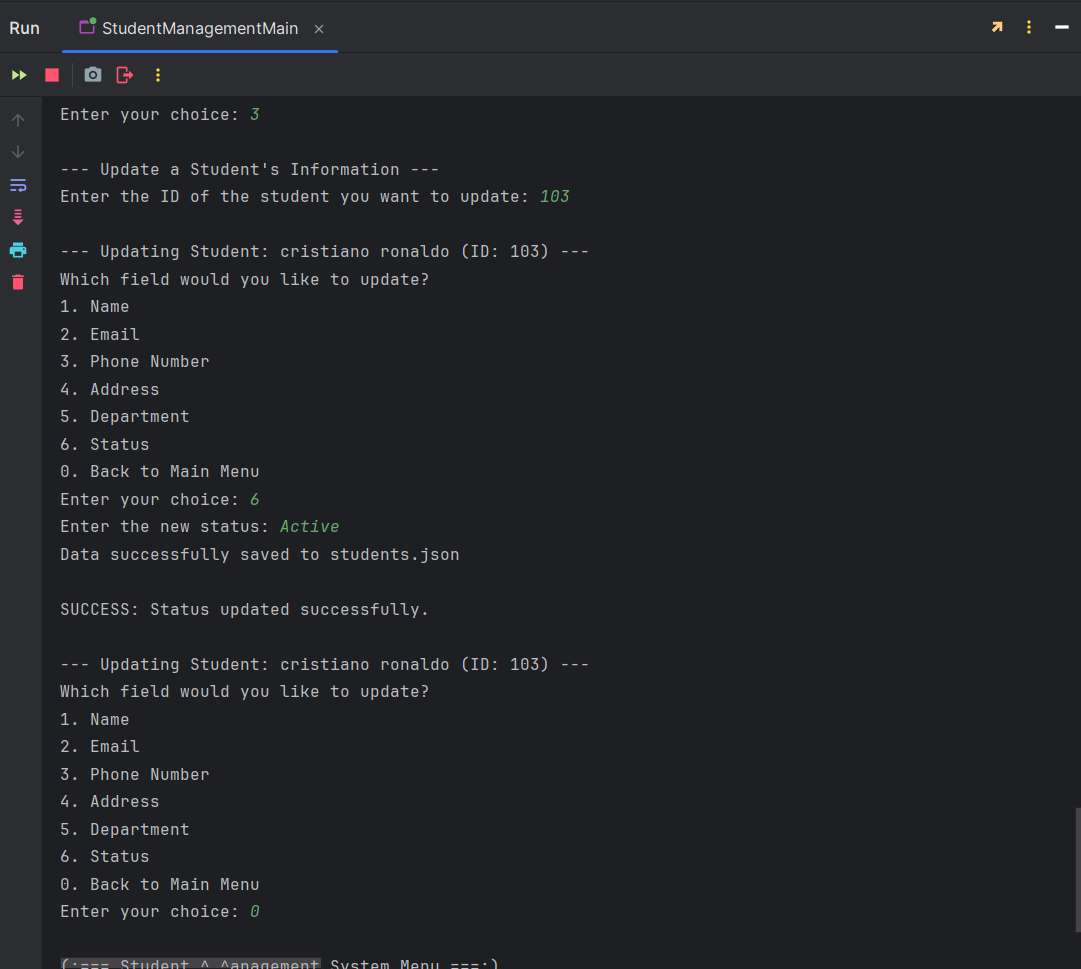 Run
StudentManagementMain
Enter your choice: 3
--- Update a Student's Information ---
Enter the ID of the student you want to update: 103
--- Updating Student: cristiano ronaldo (ID: 103) ---
Which field would you like to update?
1. Name
2. Email
3. Phone Number
4. Address
5. Department
6. Status
0. Back to Main Menu
Enter your choice: 6
Enter the new status: Active
Data successfully saved to students.json
SUCCESS: Status updated successfully.
--- Updating Student: cristiano ronaldo (ID: 103) ---
Which field would you like to update?
1. Name
2. Email
3. Phone Number
4. Address
5. Department
6. Status
0. Back to Main Menu
Enter your choice: 0
(:=== Student ^_^anagement System Menu ===:)